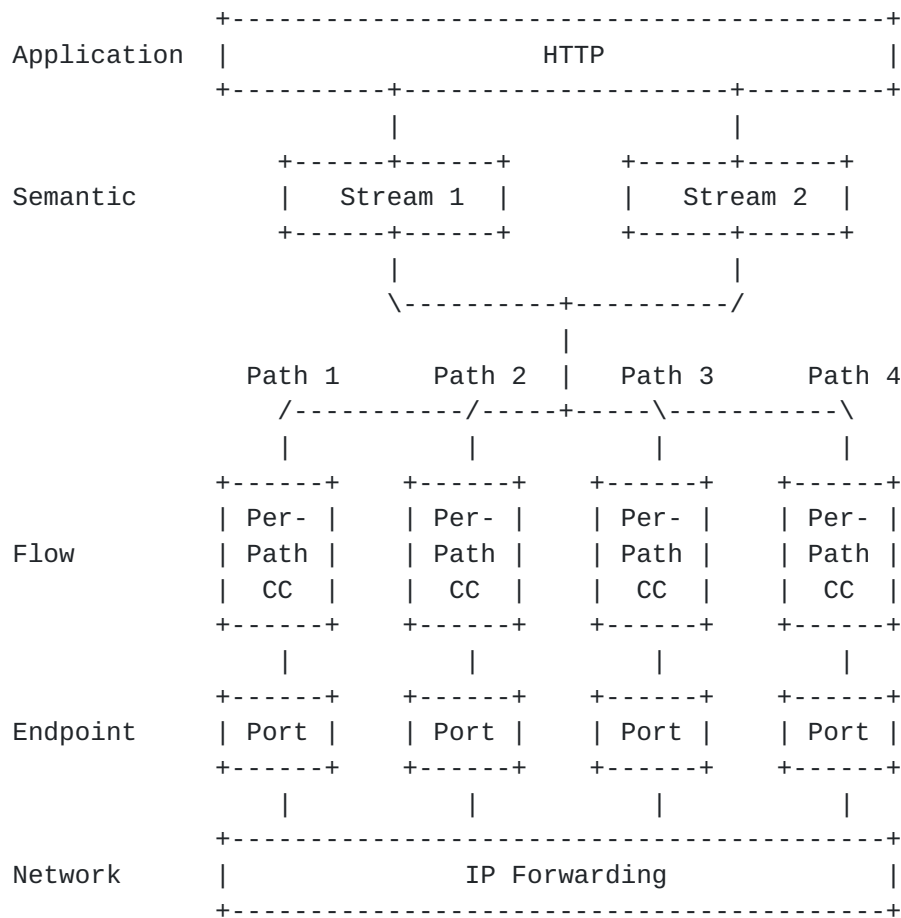 Application HTTP
Semantic Stream 1 Stream 2
Path 1 Path 2 Path 3 Path 4
Per- Per- Per- Per-
Flow Path Path Path Path
CC CC CC CC
Endpoint Port Port Port Port
Network IP Forwarding